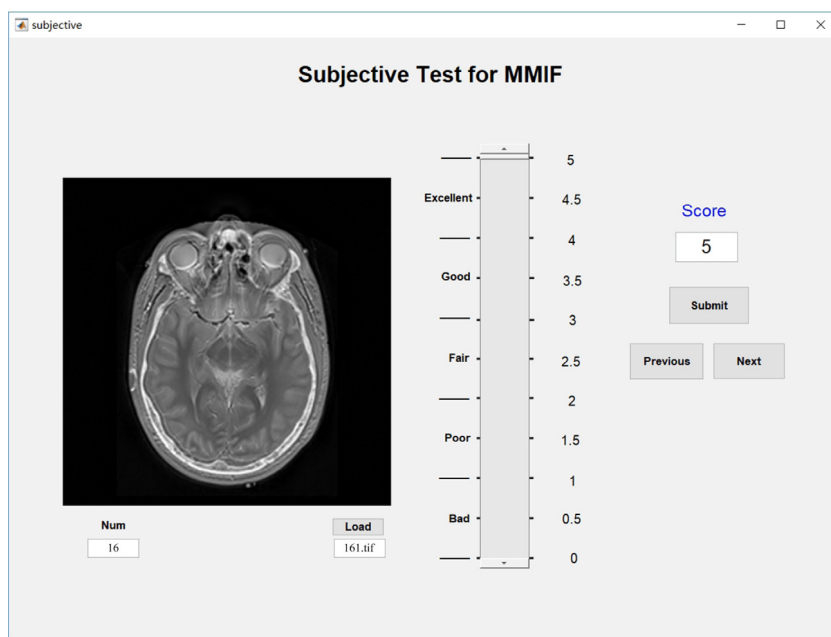 subjective
Subjective Test for MMIF
5
Excellent
4.5
4
Good
3.5
3
Fair
2.5
2
Poor
1.5
1
Bad
0.5
0
Score
5
Submit
Previous
Next
Num
16
Load
161.tif